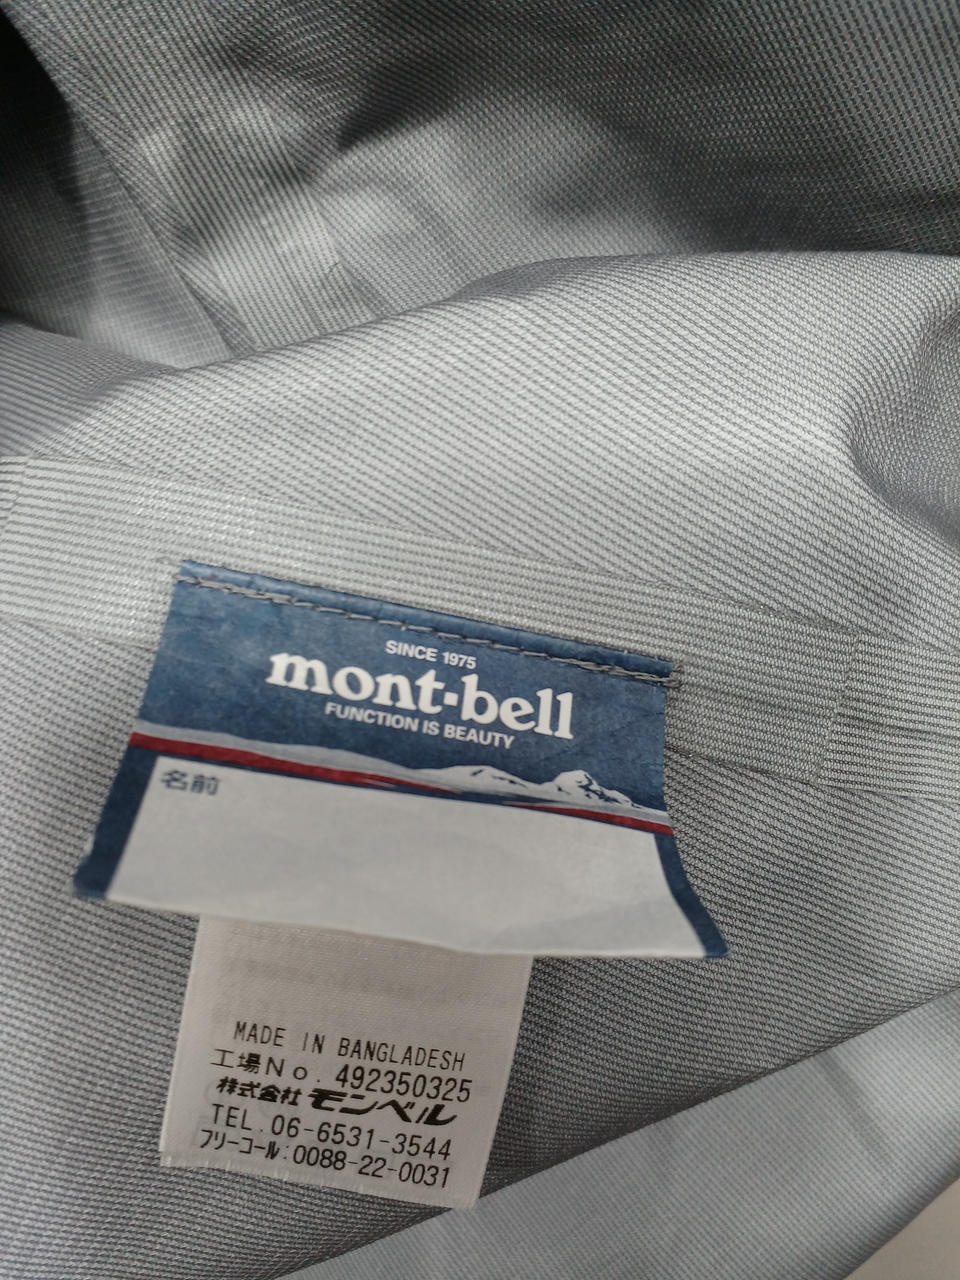 SINCE 1975
mont-bell
FUNCTION IS BEAUTY
名前
MADE IN BANGLADESH
工場No. 492350325
株式会社 モンベル
TEL.06-6531-3544
フリーコール:0088-22-0031